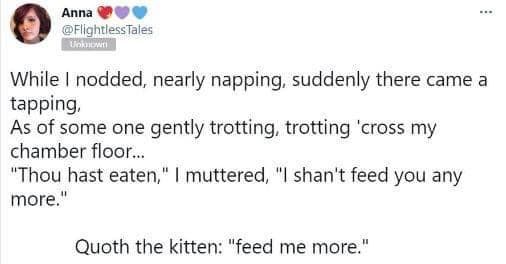 Anna ❤️💜💙
@FlightlessTales
Unknown
While I nodded, nearly napping, suddenly there came a
tapping,
As of some one gently trotting, trotting 'cross my
chamber floor...
"Thou hast eaten," I muttered, "I shan't feed you any
more."
Quoth the kitten: "feed me more."